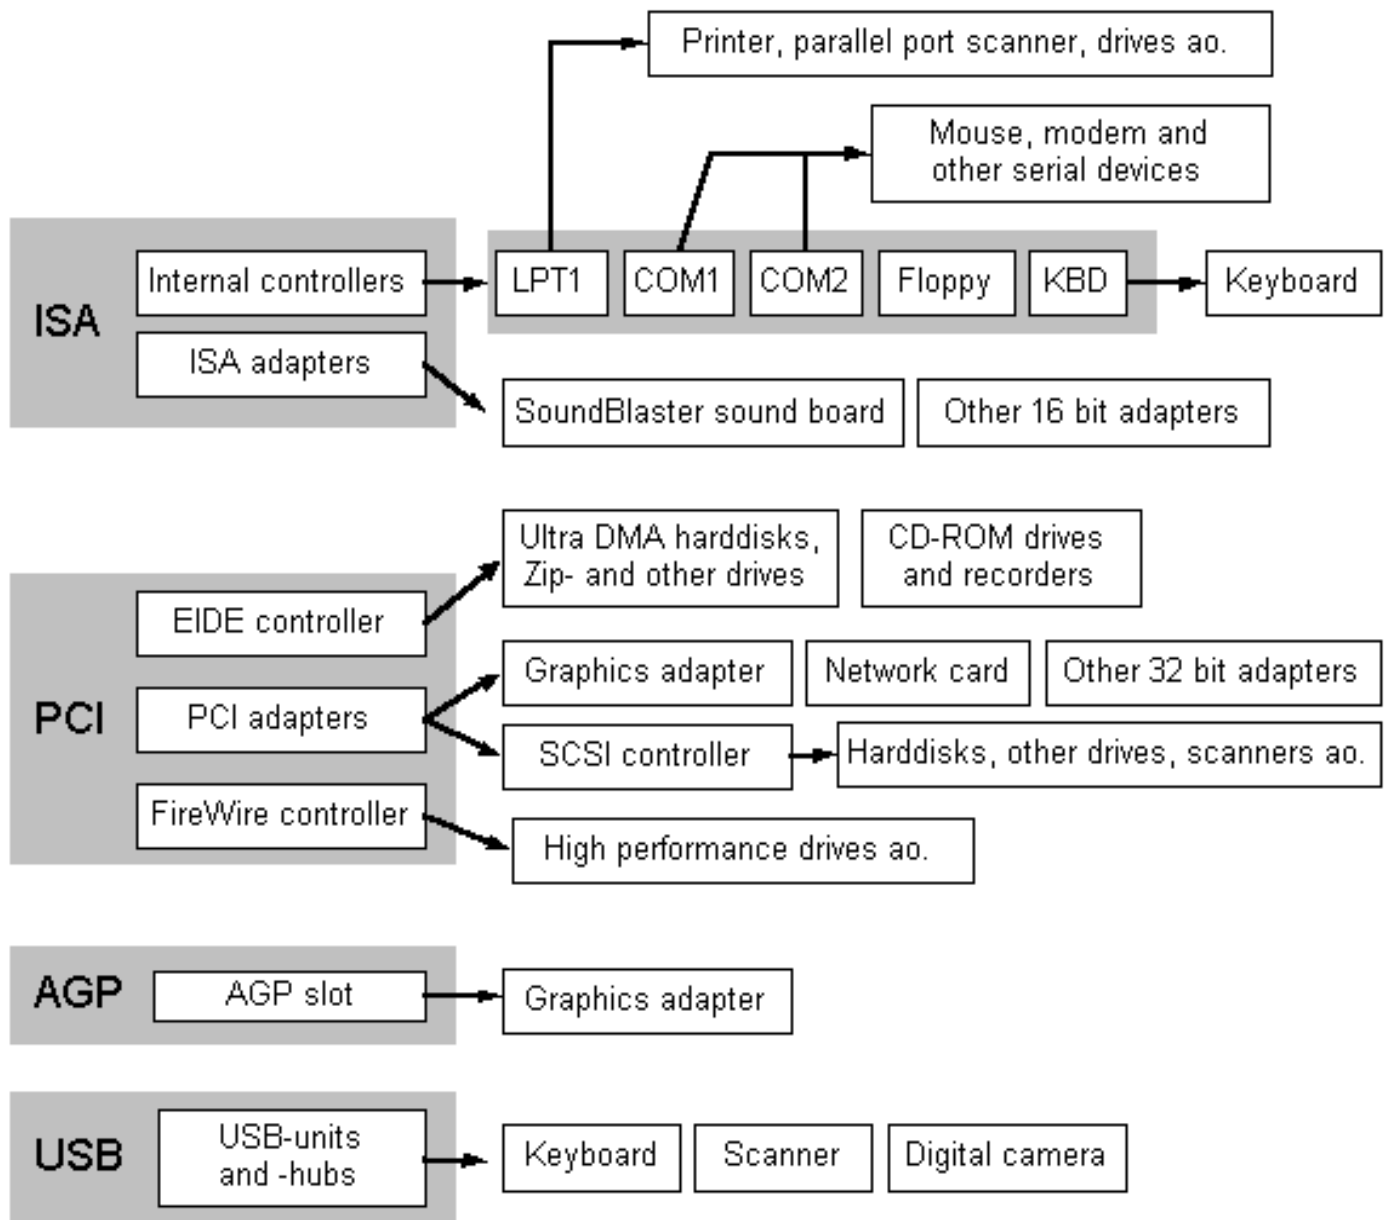 Printer, parallel port scanner, drives ao.
Mouse, modem and
other serial devices
ISA
Internal controllers
LPT1
COM1
COM2
Floppy
KBD
Keyboard
ISA adapters
SoundBlaster sound board
Other 16 bit adapters
PCI
EIDE controller
Ultra DMA harddisks,
Zip- and other drives
CD-ROM drives
and recorders
PCI adapters
Graphics adapter
Network card
Other 32 bit adapters
SCSI controller
Harddisks, other drives, scanners ao.
FireWire controller
High performance drives ao.
AGP
AGP slot
Graphics adapter
USB
USB-units
and -hubs
Keyboard
Scanner
Digital camera